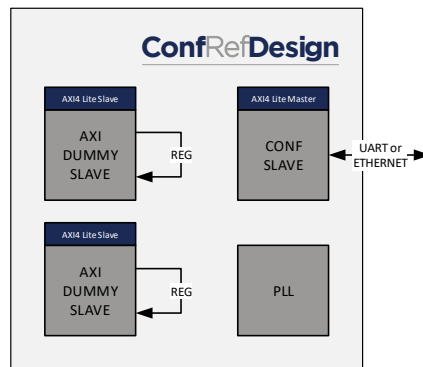 ConfRefDesign
AXI4 Lite Slave
AXI
DUMMY
SLAVE
REG
AXI4 Lite Master
CONF
SLAVE
UART or
ETHERNET
AXI4 Lite Slave
AXI
DUMMY
SLAVE
REG
PLL